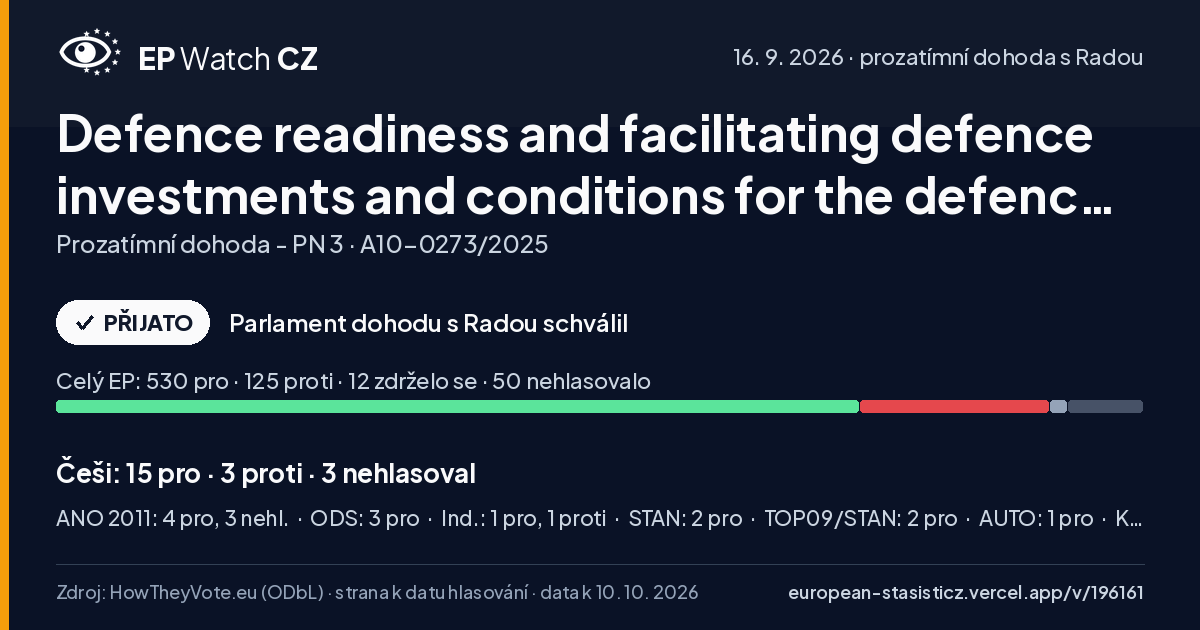 EP Watch CZ
16. 9. 2026 · prozatímní dohoda s Radou
Defence readiness and facilitating defence
investments and conditions for the defenc…
Prozatímní dohoda – PN 3 · A10–0273/2025
✓ PŘIJATO
Parlament dohodu s Radou schválil
Celý EP: 530 pro · 125 proti · 12 zdrželo se · 50 nehlasovalo
Češi: 15 pro · 3 proti · 3 nehlasoval
ANO 2011: 4 pro, 3 nehl. · ODS: 3 pro · Ind.: 1 pro, 1 proti · STAN: 2 pro · TOP09/STAN: 2 pro · AUTO: 1 pro · K…
Zdroj: HowTheyVote.eu (ODbL) · strana k datu hlasování · data k 10. 10. 2026
european-stasisticz.vercel.app/v/196161